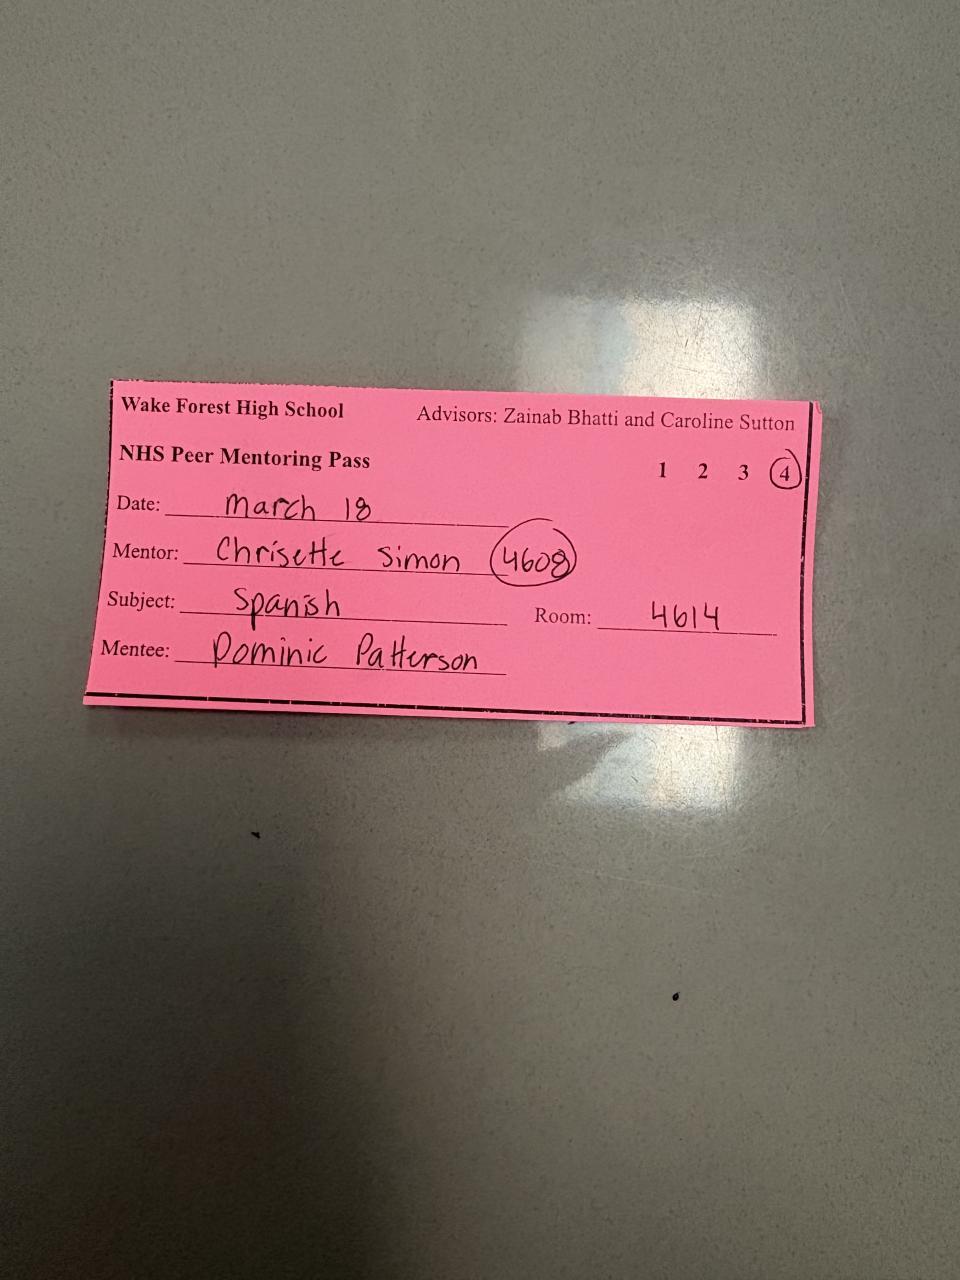 Wake Forest High School Advisors: Zainab Bhatti and Caroline Sutton
NHS Peer Mentoring Pass 1 2 3 4
Date: March 18
Mentor: Chrisette Simon 4608
Subject: Spanish Room: 4614
Mentee: Dominic Patterson